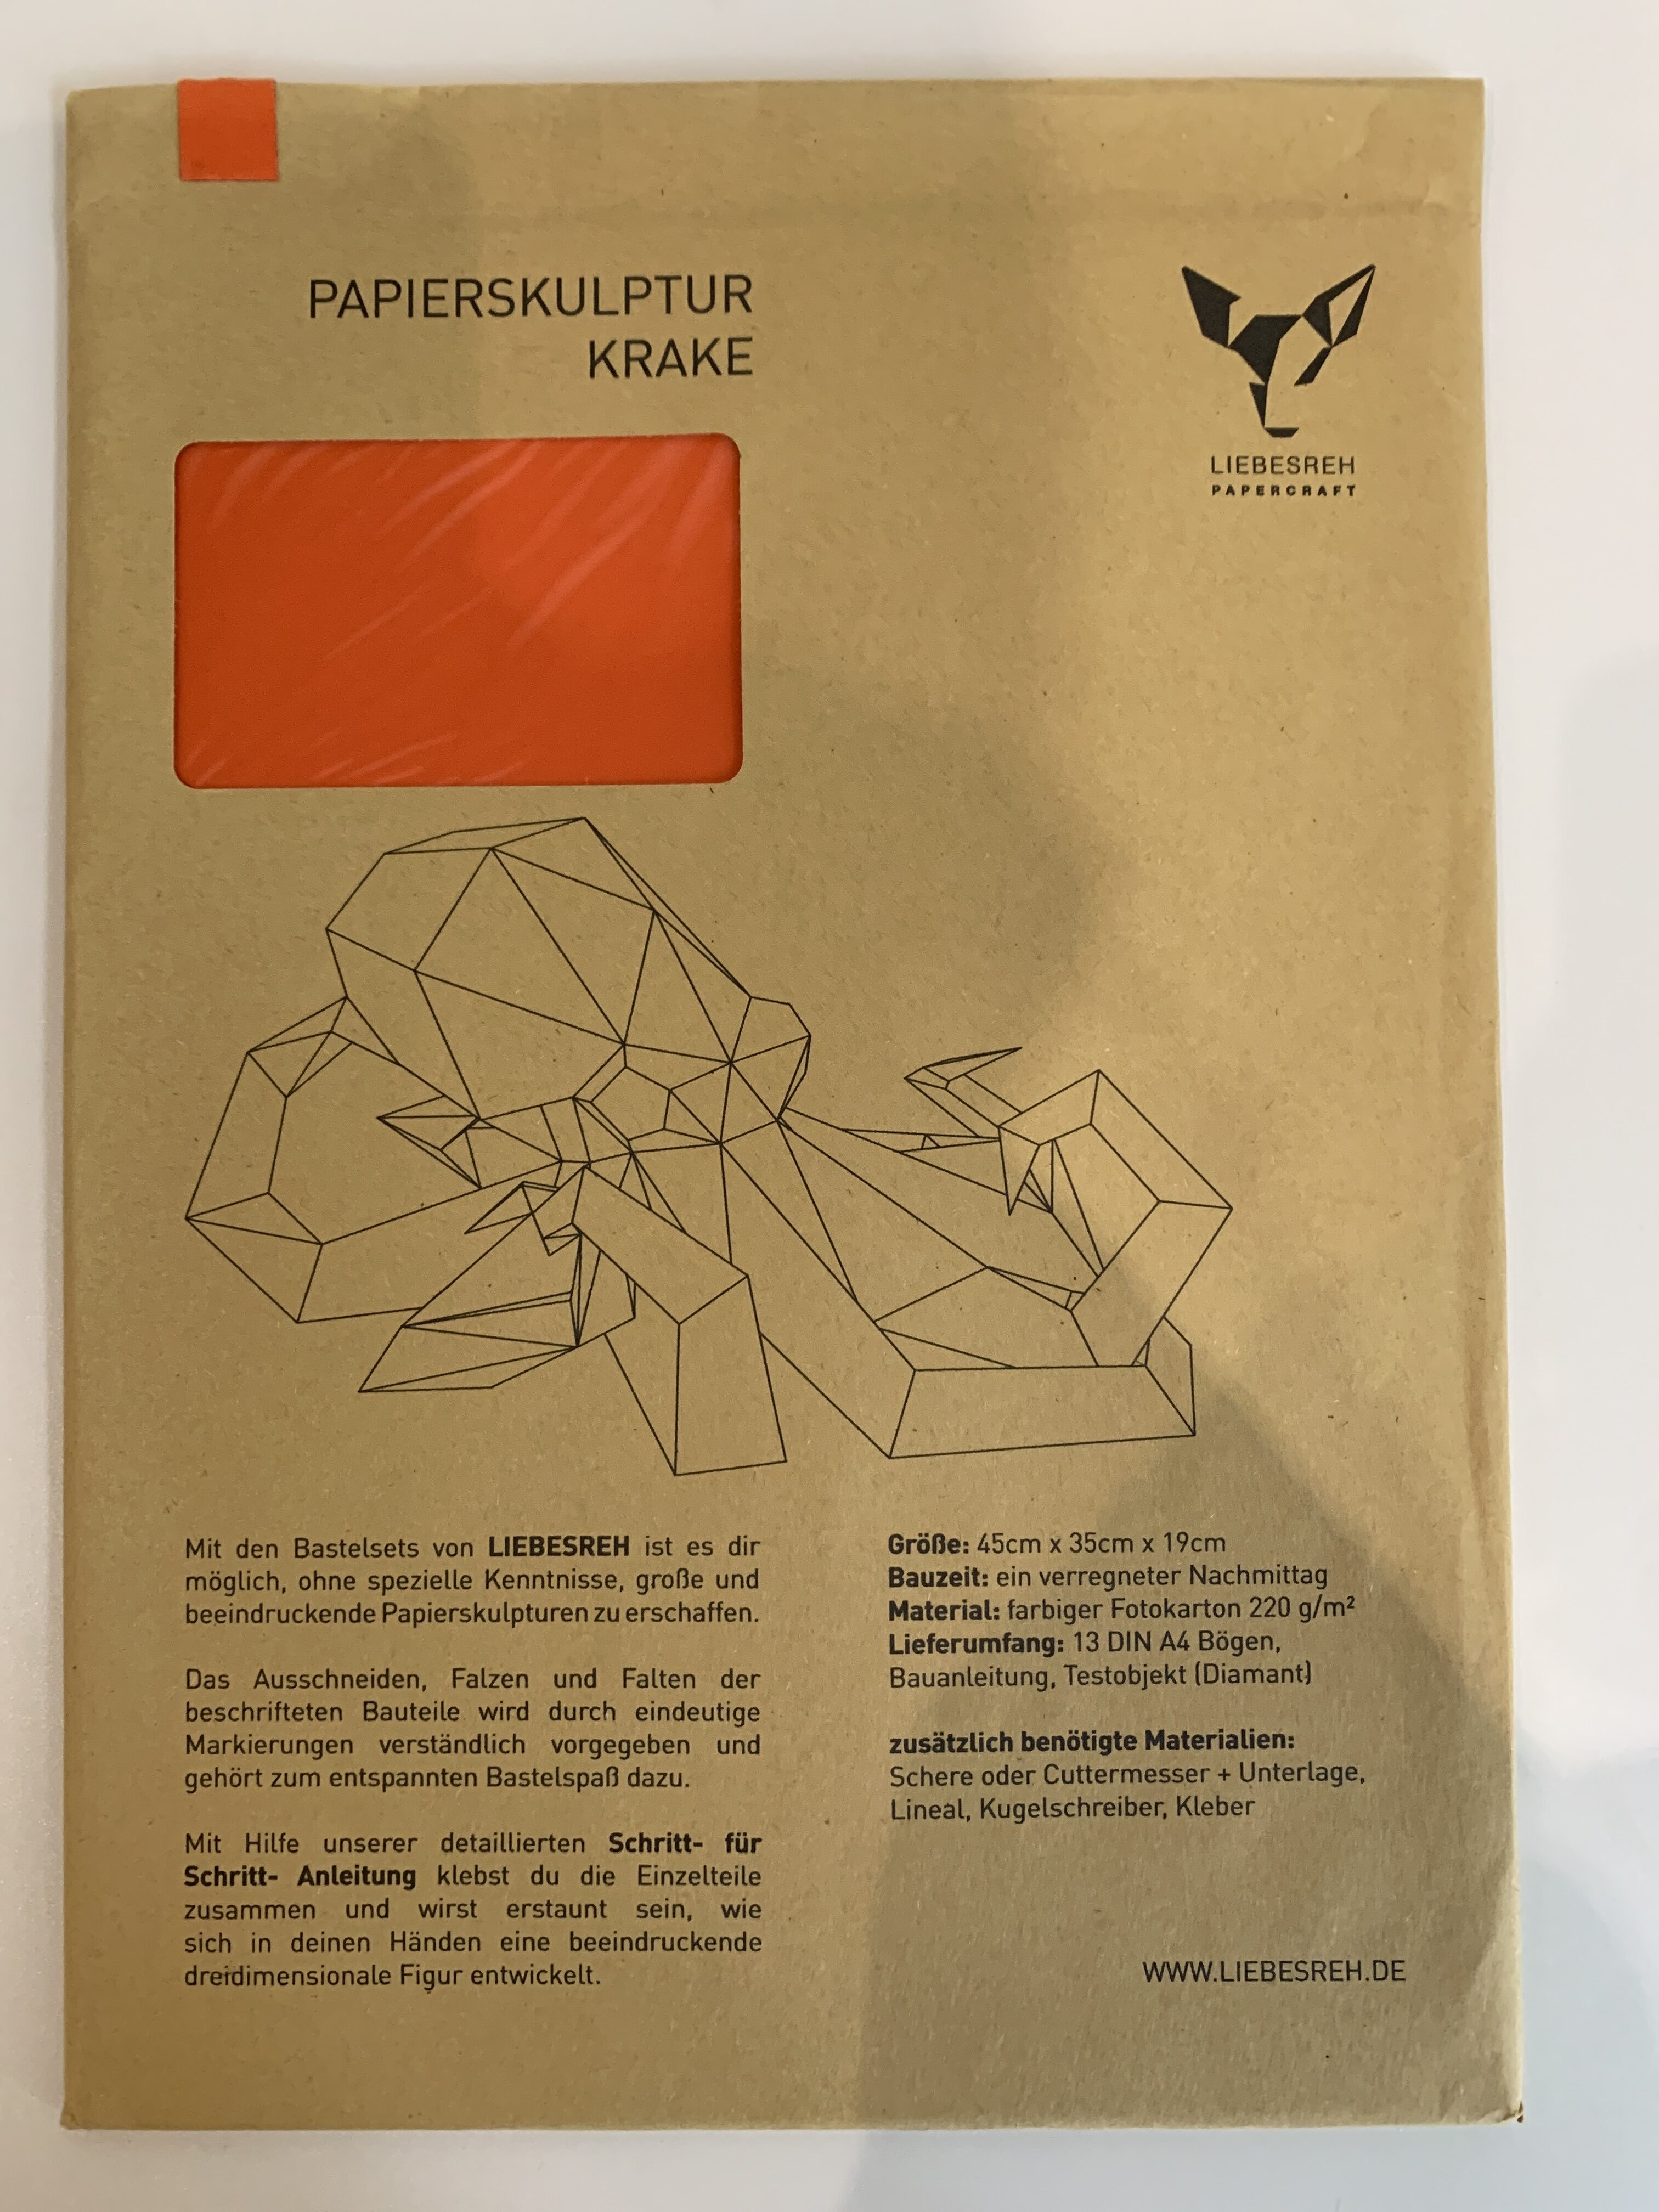 PAPIERSKULPTUR
KRAKE
LIEBESREH
PAPERCRAFT
Mit den Bastelsets von LIEBESREH ist es dir
möglich, ohne spezielle Kenntnisse, große und
beeindruckende Papierskulpturen zu erschaffen.
Das Ausschneiden, Falzen und Falten der
beschrifteten Bauteile wird durch eindeutige
Markierungen verständlich vorgegeben und
gehört zum entspannten Bastelspaß dazu.
Mit Hilfe unserer detaillierten Schritt- für
Schritt- Anleitung klebst du die Einzelteile
zusammen und wirst erstaunt sein, wie
sich in deinen Händen eine beeindruckende
dreidimensionale Figur entwickelt.
Größe: 45cm x 35cm x 19cm
Bauzeit: ein verregneter Nachmittag
Material: farbiger Fotokarton 220 g/m²
Lieferumfang: 13 DIN A4 Bögen,
Bauanleitung, Testobjekt (Diamant)
zusätzlich benötigte Materialien:
Schere oder Cuttermesser + Unterlage,
Lineal, Kugelschreiber, Kleber
WWW.LIEBESREH.DE